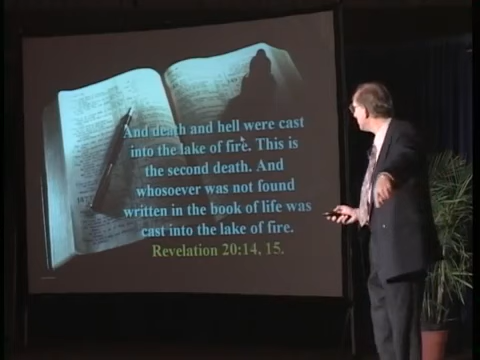 And death and hell were cast
into the lake of fire. This is
the second death. And
whosoever was not found
written in the book of life was
cast into the lake of fire.
Revelation 20:14, 15.